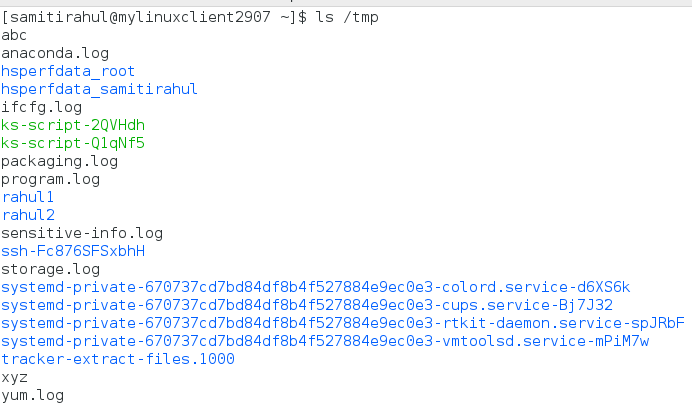 [samitirahul@mylinuxclient2907 ~]$ ls /tmp
abc
anaconda.log
hsperfdata_root
hsperfdata_samitirahul
ifcfg.log
ks-script-2QVHdh
ks-script-Q1qNf5
packaging.log
program.log
rahul1
rahul2
sensitive-info.log
ssh-Fc876SFSxbhH
storage.log
systemd-private-670737cd7bd84df8b4f527884e9ec0e3-colord.service-d6XS6k
systemd-private-670737cd7bd84df8b4f527884e9ec0e3-cups.service-Bj7J32
systemd-private-670737cd7bd84df8b4f527884e9ec0e3-rtkit-daemon.service-spJRbF
systemd-private-670737cd7bd84df8b4f527884e9ec0e3-vmtoolsd.service-mPiM7w
tracker-extract-files.1000
xyz
yum.log